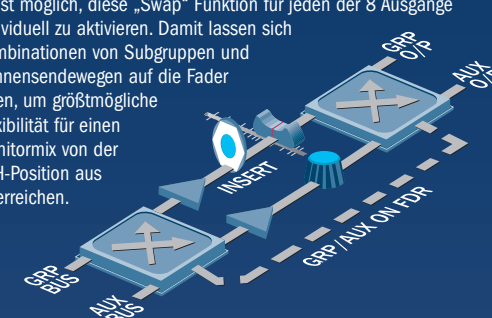 st möglich, diese „Swap“ Funktion für jeden der 8 Ausgänge
ividuell zu aktivieren. Damit lassen sich
mbinationen von Subgruppen und
nnensendewegen auf die Fader
en, um größtmögliche
xibilität für einen
nitormix von der
H-Position aus
erreichen.
GRP
O/P
AUX
O/P
INSERT
GRP/AUX ON FDR
GRP
BUS
AUX
BUS